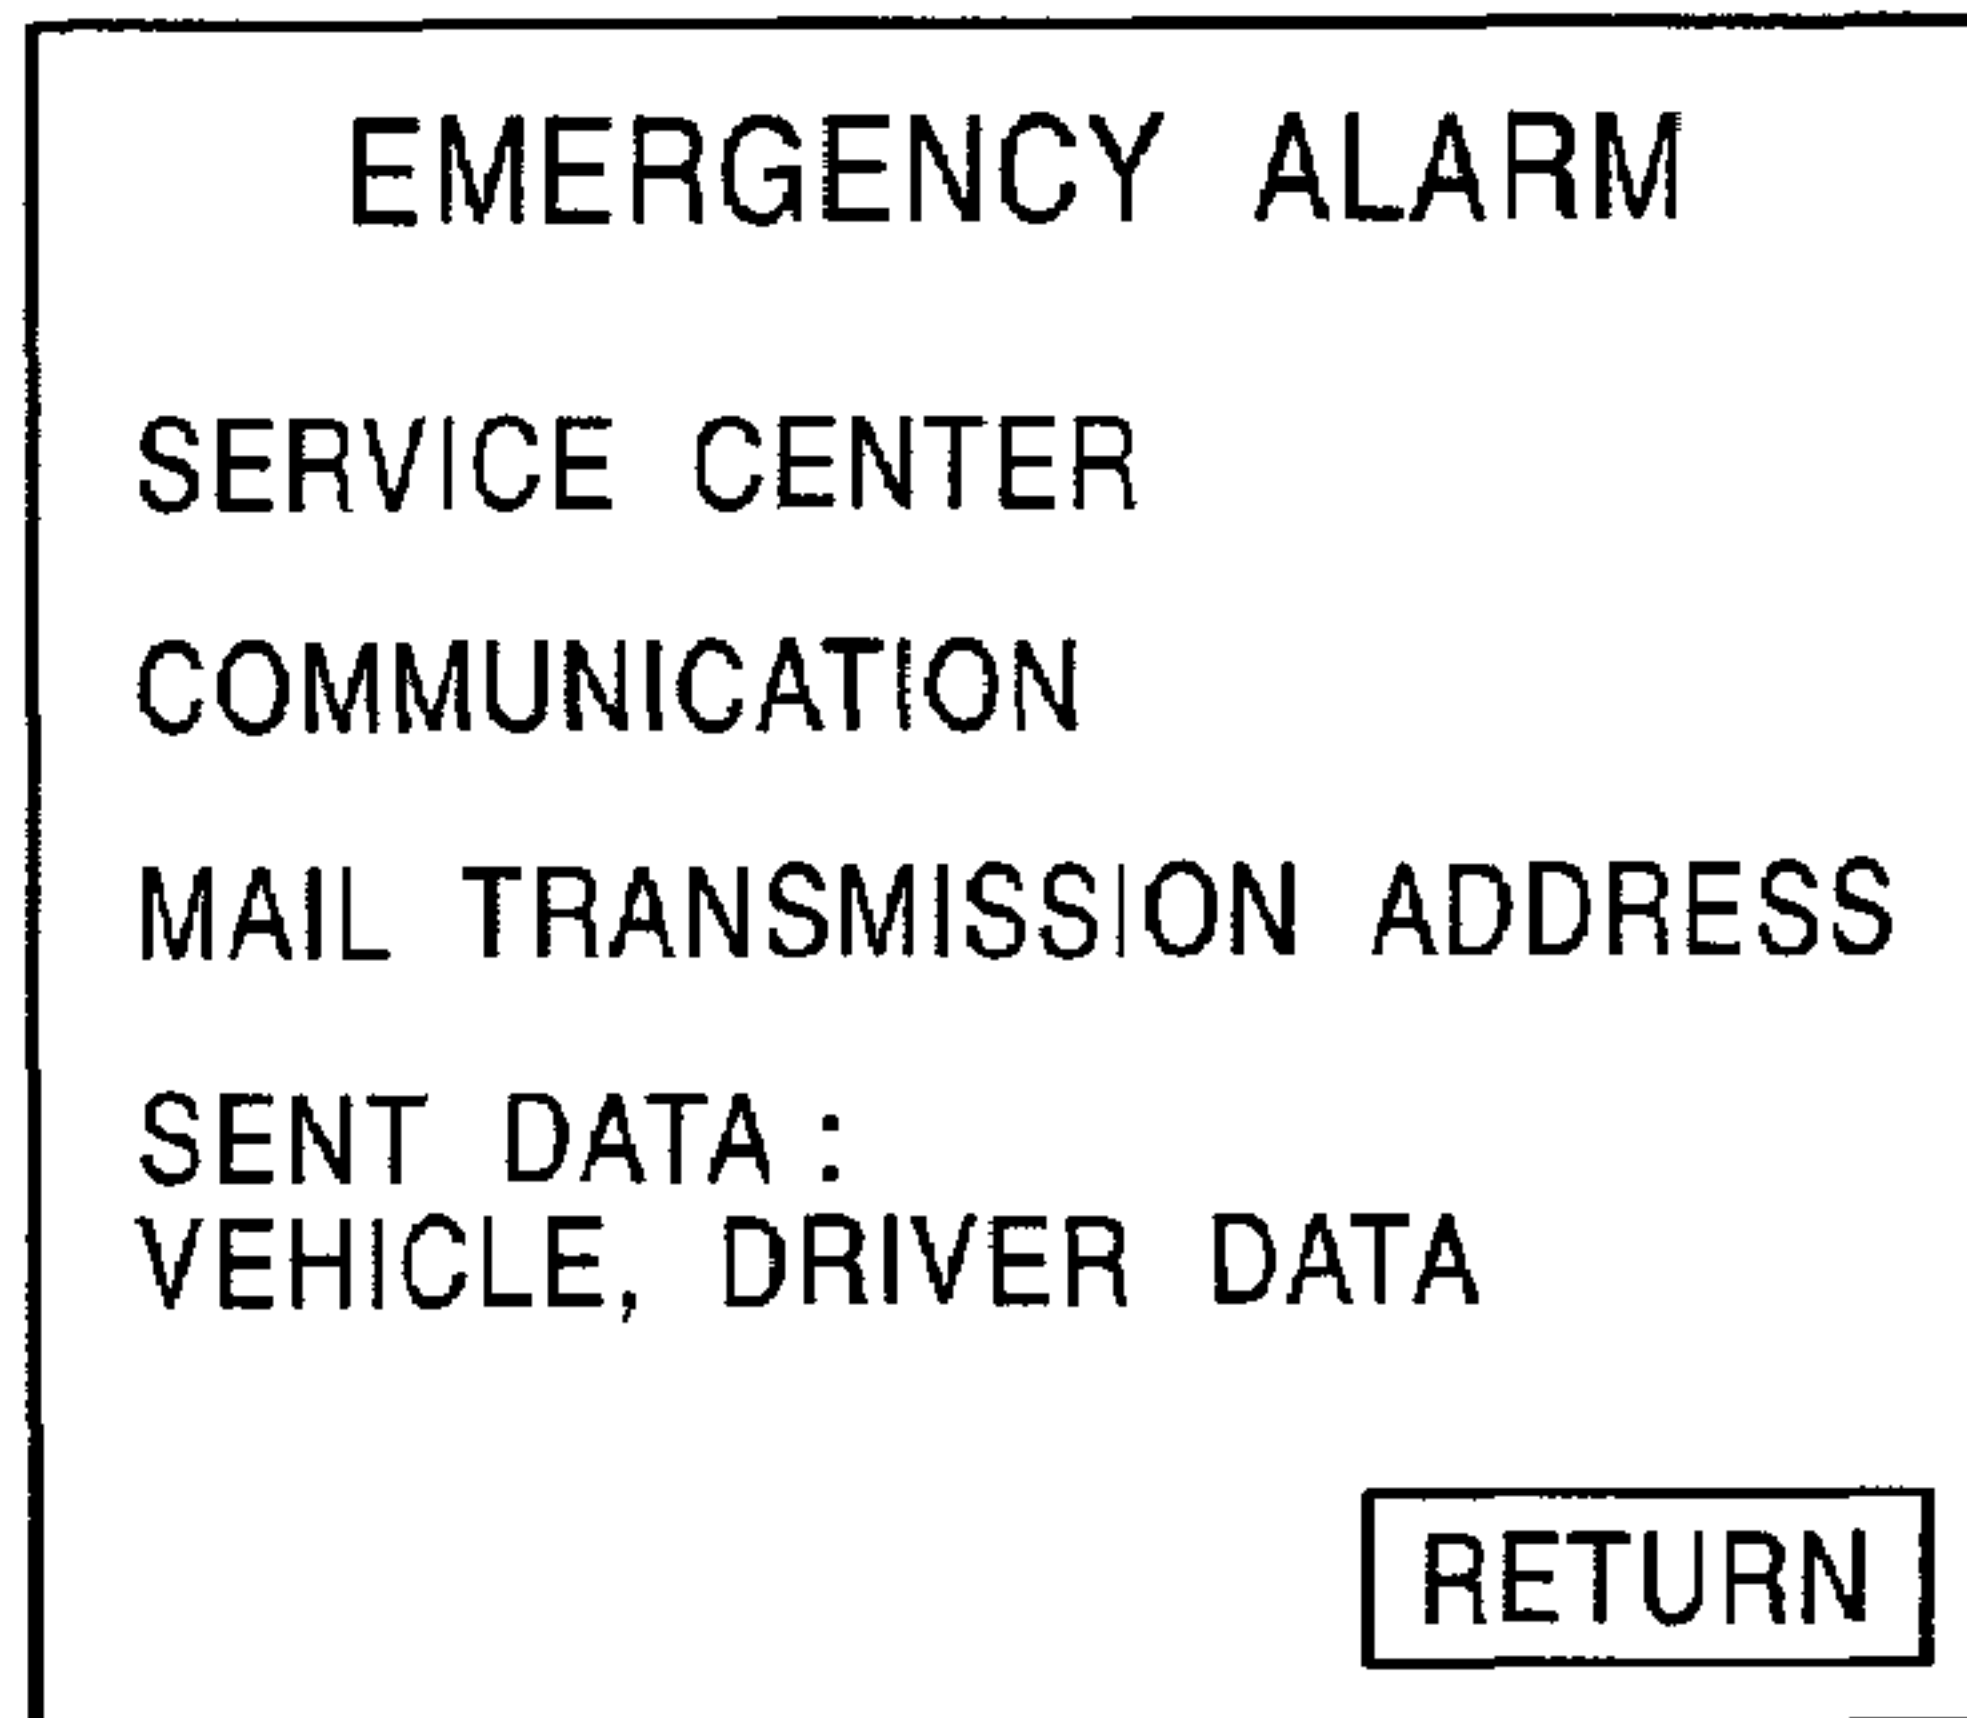 EMERGENCY ALARM
SERVICE CENTER
COMMUNICATION
MAIL TRANSMISSION ADDRESS
SENT DATA :
VEHICLE, DRIVER DATA
RETURN